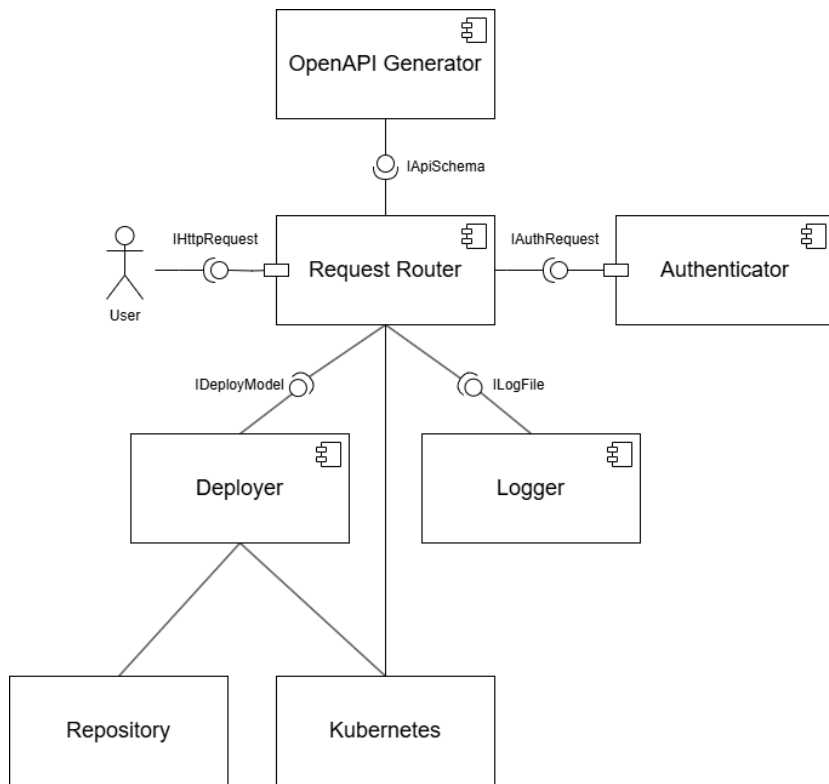 OpenAPI Generator
IApiSchema
IHttpRequest
IAuthRequest
Request Router
Authenticator
User
IDeployModel
ILogFile
Deployer
Logger
Repository
Kubernetes